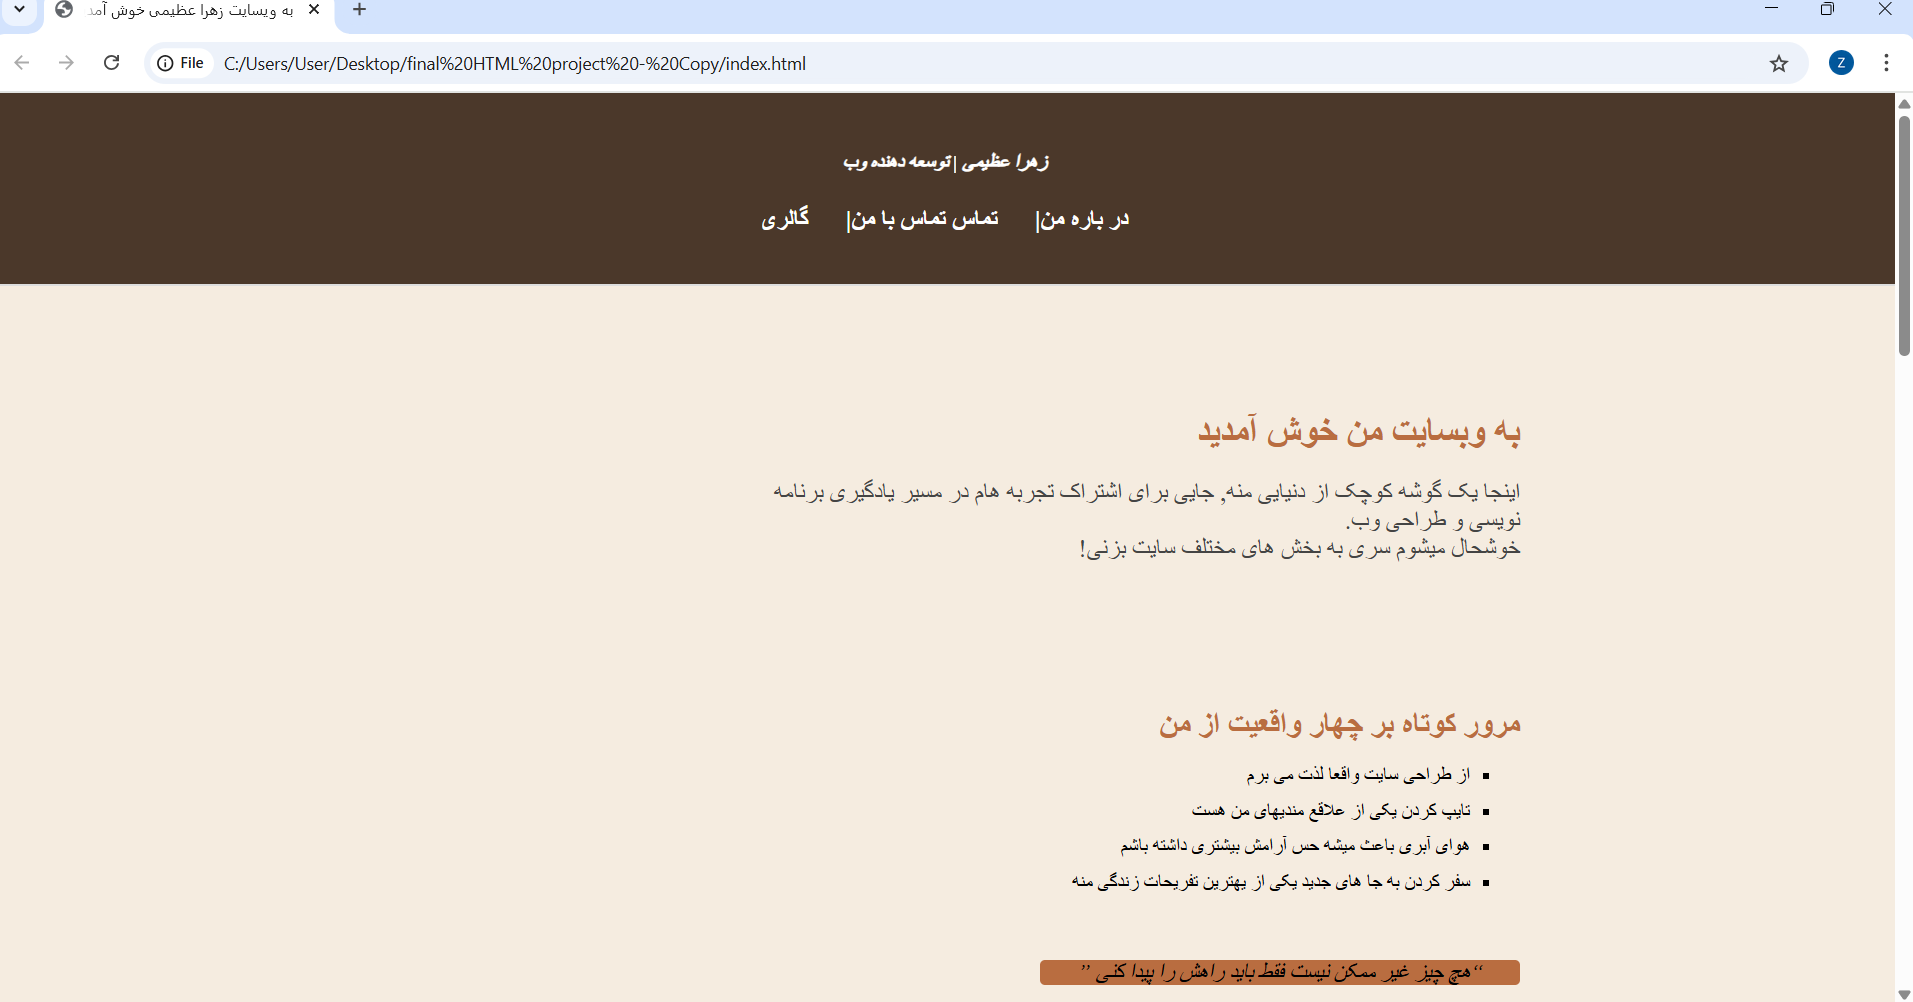 به وبسایت زهرا عظیمی خوش آمد
File C:/Users/User/Desktop/final%20HTML%20project%20-%20Copy/index.html
Z
زهرا عظیمی | توسعه دهنده وب
در باره من| تماس تماس با من| گالری
به وبسایت من خوش آمدید
اینجا یک گوشه کوچک از دنیایی منه, جایی برای اشتراک تجربه هام در مسیر یادگیری برنامه
نویسی و طراحی وب.
خوشحال میشوم سری به بخش های مختلف سایت بزنی!
مرور کوتاه بر چهار واقعیت از من
از طراحی سایت واقعا لذت می برم
تایپ کردن یکی از علاقع مندیهای من هست
هوای آبری باعث میشه حس آرامش بیشتری داشته باشم
سفر کردن به جا های جدید یکی از بهترین تفریحات زندگی منه
“هچ چیز غیر ممکن نیست فقط باید راهش را پیدا کنی ”